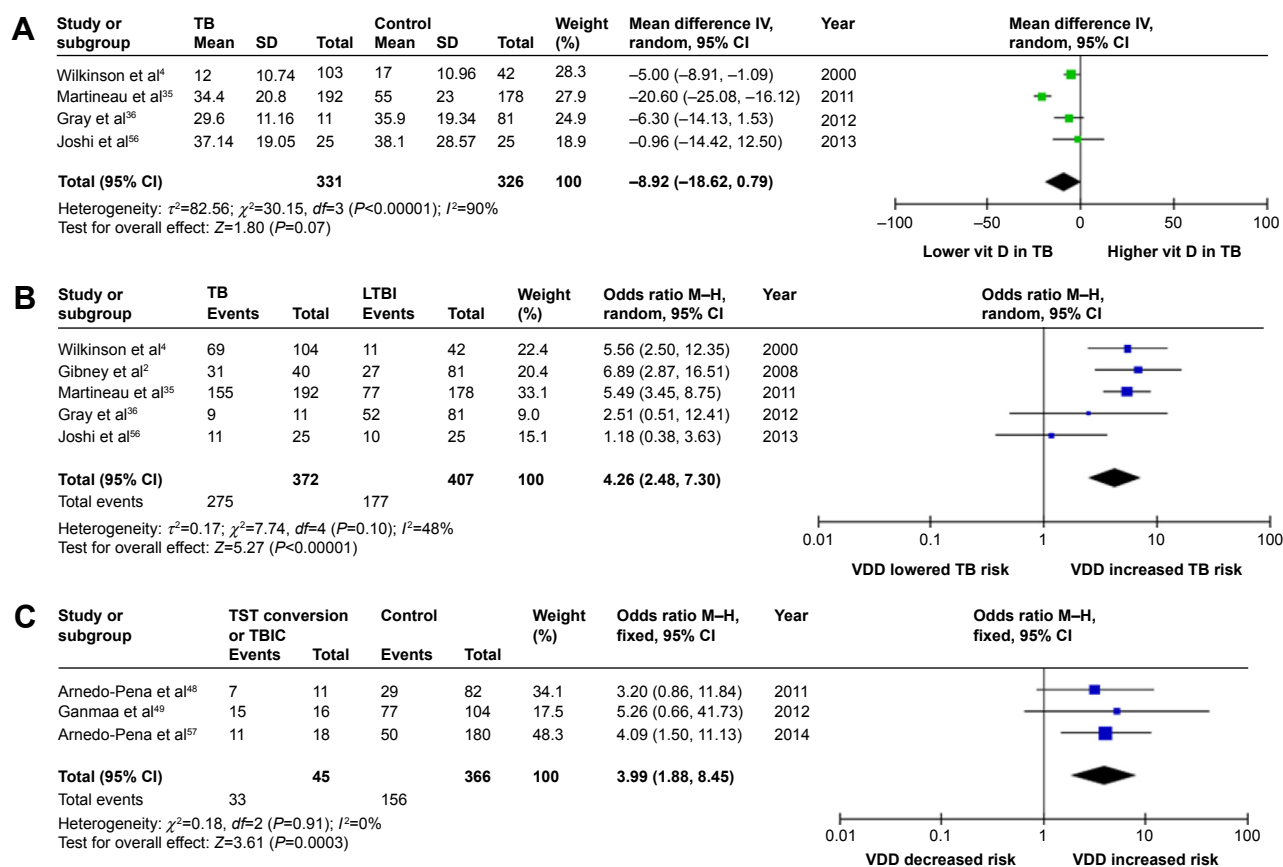 A
Study or subgroup TB Mean SD Total Control Mean SD Total Weight (%) Mean difference IV, random, 95% CI Year Mean difference IV, random, 95% CI
Wilkinson et al4 12 10.74 103 17 10.96 42 28.3 –5.00 (–8.91, –1.09) 2000
Martineau et al35 34.4 20.8 192 55 23 178 27.9 –20.60 (–25.08, –16.12) 2011
Gray et al36 29.6 11.16 11 35.9 19.34 81 24.9 –6.30 (–14.13, 1.53) 2012
Joshi et al56 37.14 19.05 25 38.1 28.57 25 18.9 –0.96 (–14.42, 12.50) 2013
Total (95% CI) 331 326 100 –8.92 (–18.62, 0.79)
Heterogeneity: τ²=82.56; χ²=30.15, df=3 (P<0.00001); I²=90%
Test for overall effect: Z=1.80 (P=0.07)
–100 –50 0 50 100
Lower vit D in TB Higher vit D in TB
B
Study or subgroup TB Events Total LTBI Events Total Weight (%) Odds ratio M–H, random, 95% CI Year Odds ratio M–H, random, 95% CI
Wilkinson et al4 69 104 11 42 22.4 5.56 (2.50, 12.35) 2000
Gibney et al2 31 40 27 81 20.4 6.89 (2.87, 16.51) 2008
Martineau et al35 155 192 77 178 33.1 5.49 (3.45, 8.75) 2011
Gray et al36 9 11 52 81 9.0 2.51 (0.51, 12.41) 2012
Joshi et al56 11 25 10 25 15.1 1.18 (0.38, 3.63) 2013
Total (95% CI) 372 407 100 4.26 (2.48, 7.30)
Total events 275 177
Heterogeneity: τ²=0.17; χ²=7.74, df=4 (P=0.10); I²=48%
Test for overall effect: Z=5.27 (P<0.00001)
0.01 0.1 1 10 100
VDD lowered TB risk VDD increased TB risk
C
Study or subgroup TST conversion or TBIC Events Total Control Events Total Weight (%) Odds ratio M–H, fixed, 95% CI Year Odds ratio M–H, fixed, 95% CI
Arnedo-Pena et al48 7 11 29 82 34.1 3.20 (0.86, 11.84) 2011
Ganmaa et al49 15 16 77 104 17.5 5.26 (0.66, 41.73) 2012
Arnedo-Pena et al57 11 18 50 180 48.3 4.09 (1.50, 11.13) 2014
Total (95% CI) 45 366 100 3.99 (1.88, 8.45)
Total events 33 156
Heterogeneity: χ²=0.18, df=2 (P=0.91); I²=0%
Test for overall effect: Z=3.61 (P=0.0003)
0.01 0.1 1 10 100
VDD decreased risk VDD increased risk